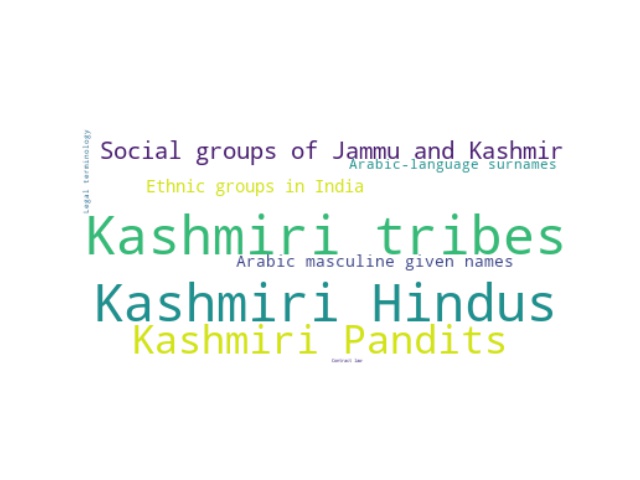 Legal terminology
Social groups of Jammu and Kashmir
Arabic-language surnames
Ethnic groups in India
Kashmiri tribes
Arabic masculine given names
Kashmiri Hindus
Kashmiri Pandits
Contract law